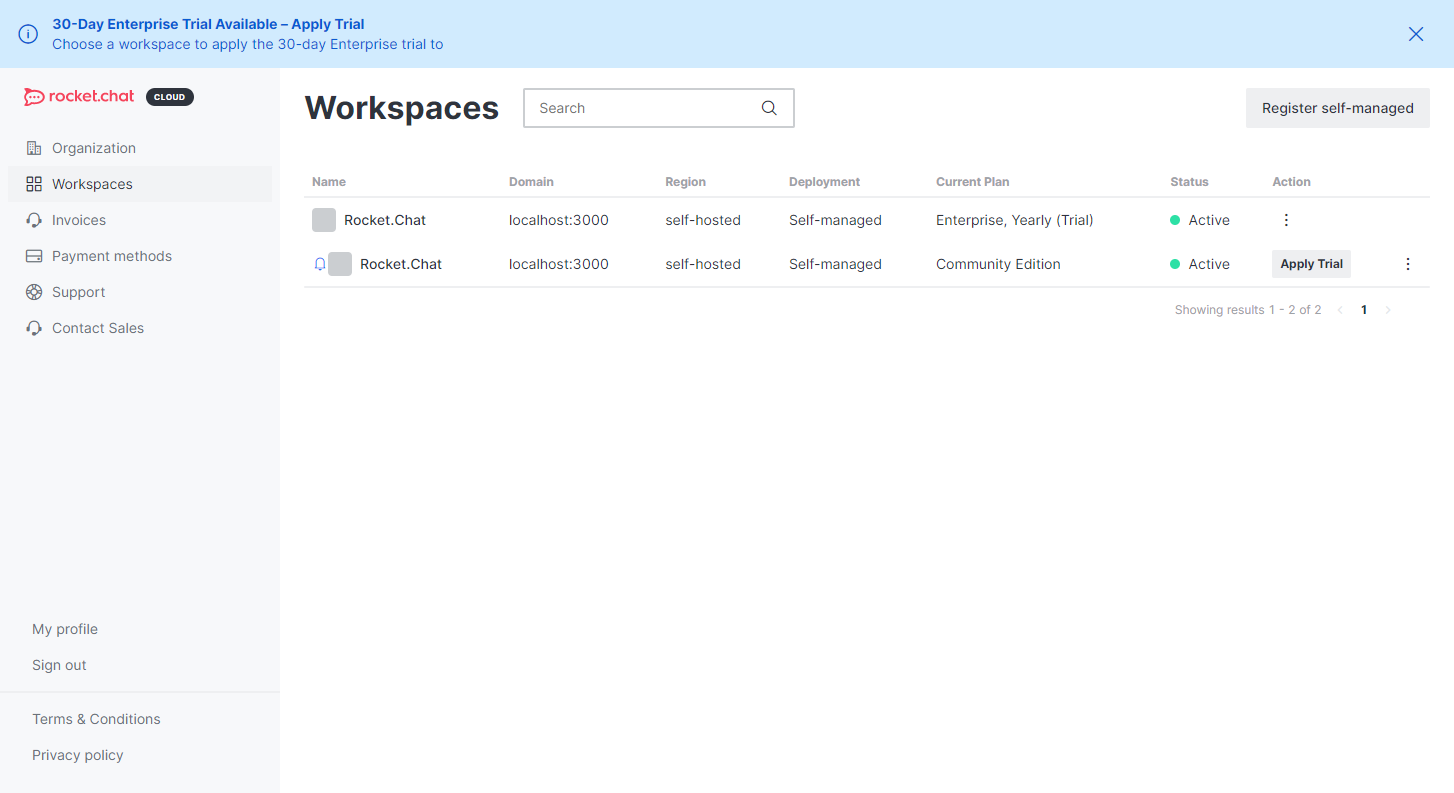 30-Day Enterprise Trial Available – Apply Trial
Choose a workspace to apply the 30-day Enterprise trial to
rocket.chat CLOUD
Organization
Workspaces
Invoices
Payment methods
Support
Contact Sales
My profile
Sign out
Terms & Conditions
Privacy policy
Workspaces Search Register self-managed
Name Domain Region Deployment Current Plan Status Action
Rocket.Chat localhost:3000 self-hosted Self-managed Enterprise, Yearly (Trial) Active
Rocket.Chat localhost:3000 self-hosted Self-managed Community Edition Active Apply Trial
Showing results 1 - 2 of 2 1